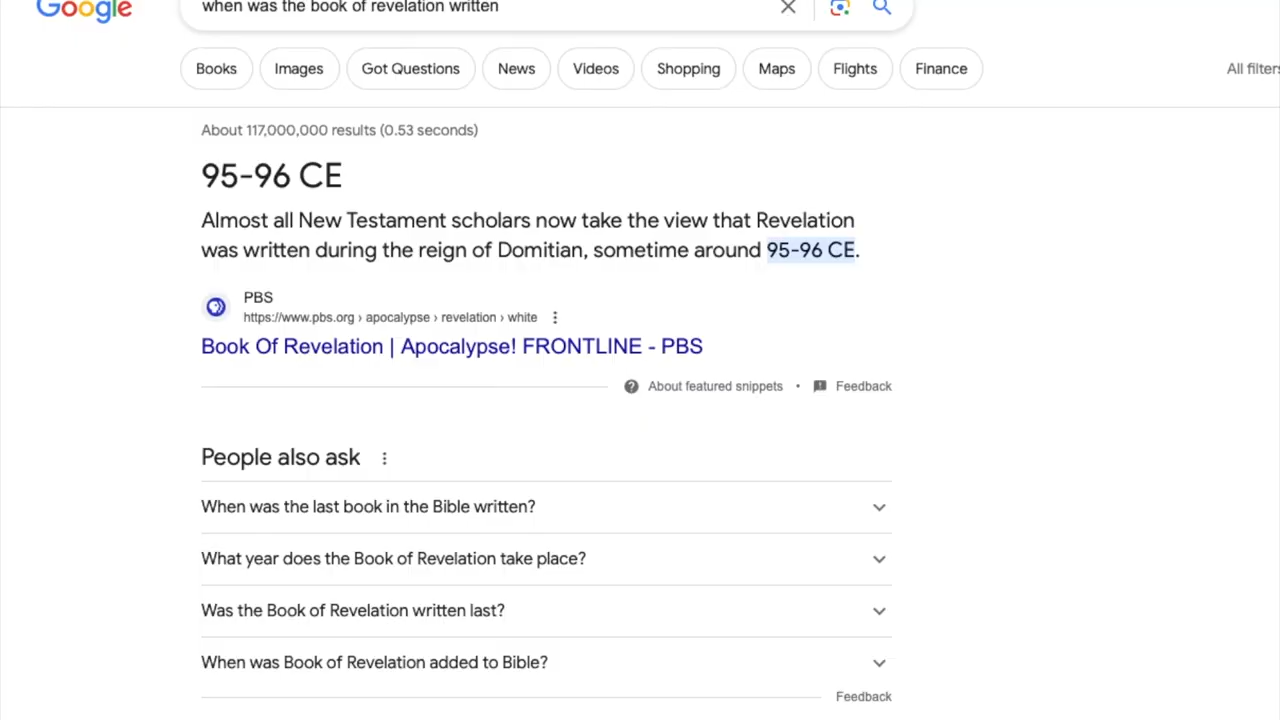 Google
when was the book of revelation written
Books Images Got Questions News Videos Shopping Maps Flights Finance All filters
About 117,000,000 results (0.53 seconds)
95-96 CE
Almost all New Testament scholars now take the view that Revelation
was written during the reign of Domitian, sometime around 95-96 CE.
PBS
https://www.pbs.org › apocalypse › revelation › white
Book Of Revelation | Apocalypse! FRONTLINE - PBS
About featured snippets • Feedback
People also ask
When was the last book in the Bible written?
What year does the Book of Revelation take place?
Was the Book of Revelation written last?
When was Book of Revelation added to Bible?
Feedback